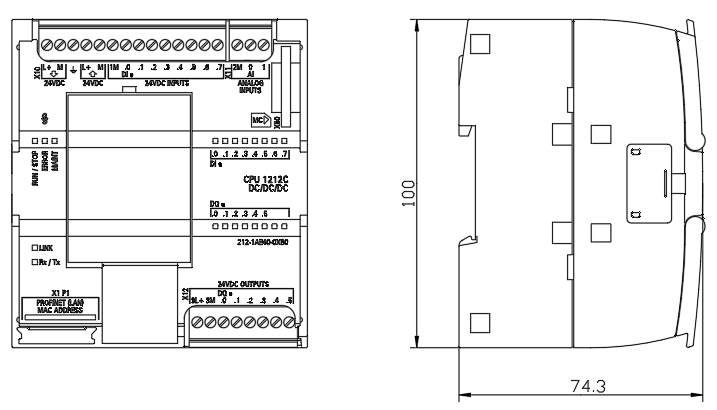 X10 L+ M L+ M 1M .0 .1 .2 .3 .4 .5 .6 .7 X11 2M 0 1
DI a AI
24VDC 24VDC 24VDC INPUTS ANALOG
INPUTS
MC
X80
RUN / STOP
ERROR
MAINT
.0 .1 .2 .3 .4 .5 .6 .7
DI a
CPU 1212C
DC/DC/DC
DQ a
.0 .1 .2 .3 .4 .5
212-1AE40-0XB0
LINK
Rx / Tx
X1 P1
PROFINET (LAN)
MAC ADDRESS
24VDC OUTPUTS
X12 DQ a
3L+ 3M .0 .1 .2 .3 .4 .5
100
74.3